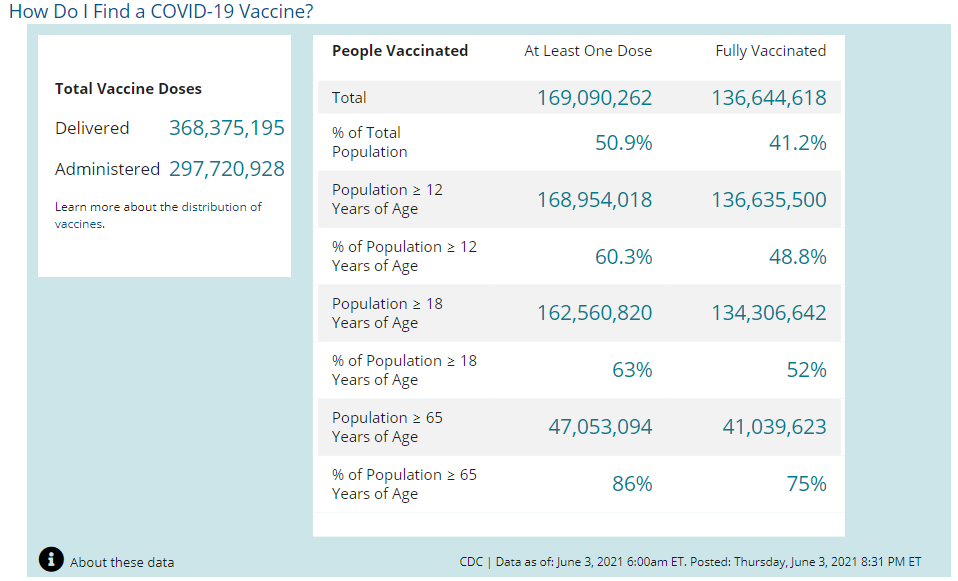 How Do I Find a COVID-19 Vaccine?
Total Vaccine Doses
Delivered 368,375,195
Administered 297,720,928
Learn more about the distribution of
vaccines.
People Vaccinated At Least One Dose Fully Vaccinated
Total 169,090,262 136,644,618
% of Total
Population 50.9% 41.2%
Population ≥ 12
Years of Age 168,954,018 136,635,500
% of Population ≥ 12
Years of Age 60.3% 48.8%
Population ≥ 18
Years of Age 162,560,820 134,306,642
% of Population ≥ 18
Years of Age 63% 52%
Population ≥ 65
Years of Age 47,053,094 41,039,623
% of Population ≥ 65
Years of Age 86% 75%
i About these data
CDC | Data as of: June 3, 2021 6:00am ET. Posted: Thursday, June 3, 2021 8:31 PM ET